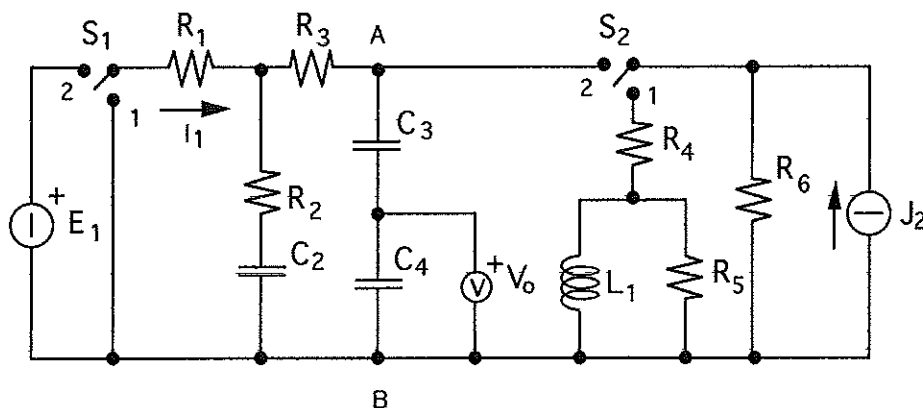 S1 R1 R3 A S2
2 1 I1 2 1
C3 R4
R2 R6
+ E1 J2
C2 C4 + Vo L1 R5
V
B